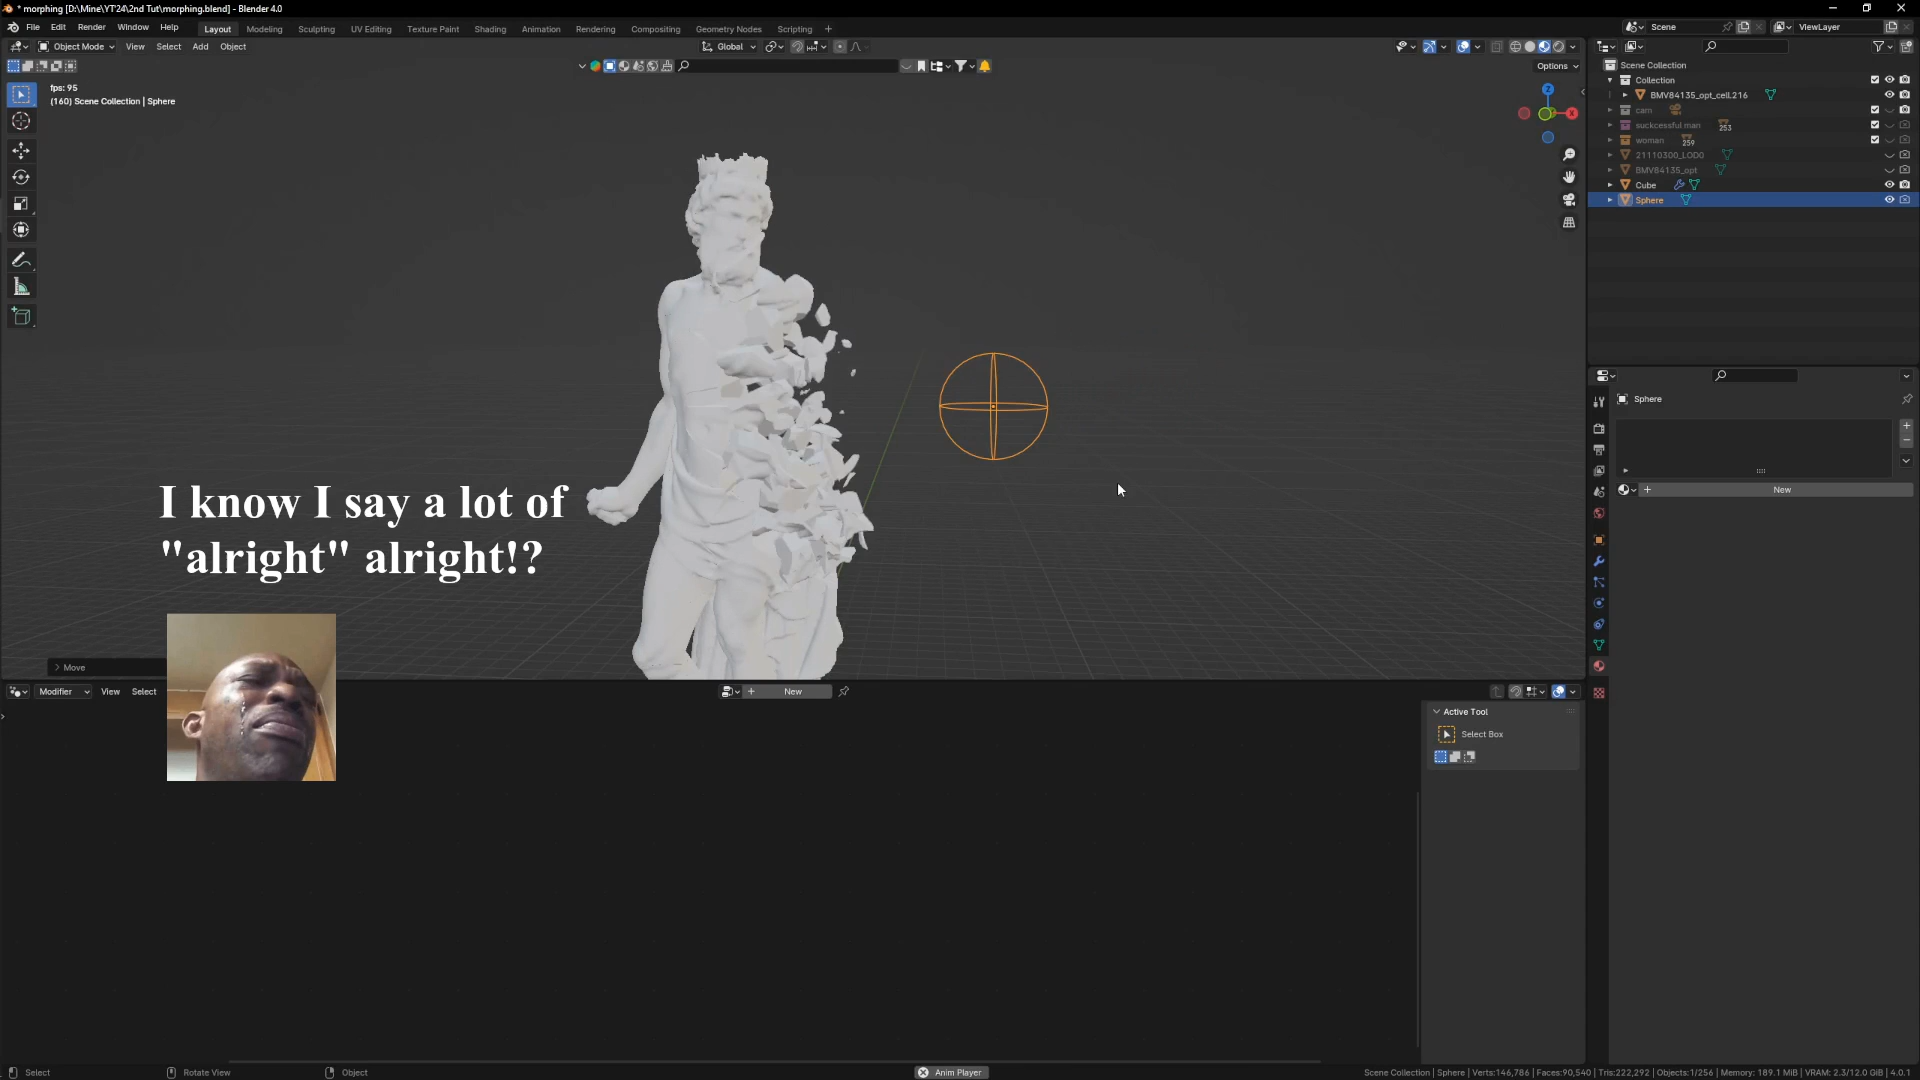 * morphing [D:\Mine\YT'24\2nd Tut\morphing.blend] - Blender 4.0
File Edit Render Window Help
Layout Modeling Sculpting UV Editing Texture Paint Shading Animation Rendering Compositing Geometry Nodes Scripting +
Scene
ViewLayer
Object Mode View Select Add Object
Global
Options
fps: 95
(160) Scene Collection | Sphere
Z
X
Scene Collection
Collection
BMV84135_opt_cell.216
cam
suckcessful man 253
woman 259
21110300_LOD0
BMV84135_opt
Cube
Sphere
Sphere
New
I know I say a lot of
"alright" alright!?
Move
Modifier View Select
New
Active Tool
Select Box
Select
Rotate View
Object
Anim Player
Scene Collection | Sphere | Verts:146,786 | Faces:90,540 | Tris:222,292 | Objects:1/256 | Memory: 189.1 MiB | VRAM: 2.3/12.0 GiB | 4.0.1